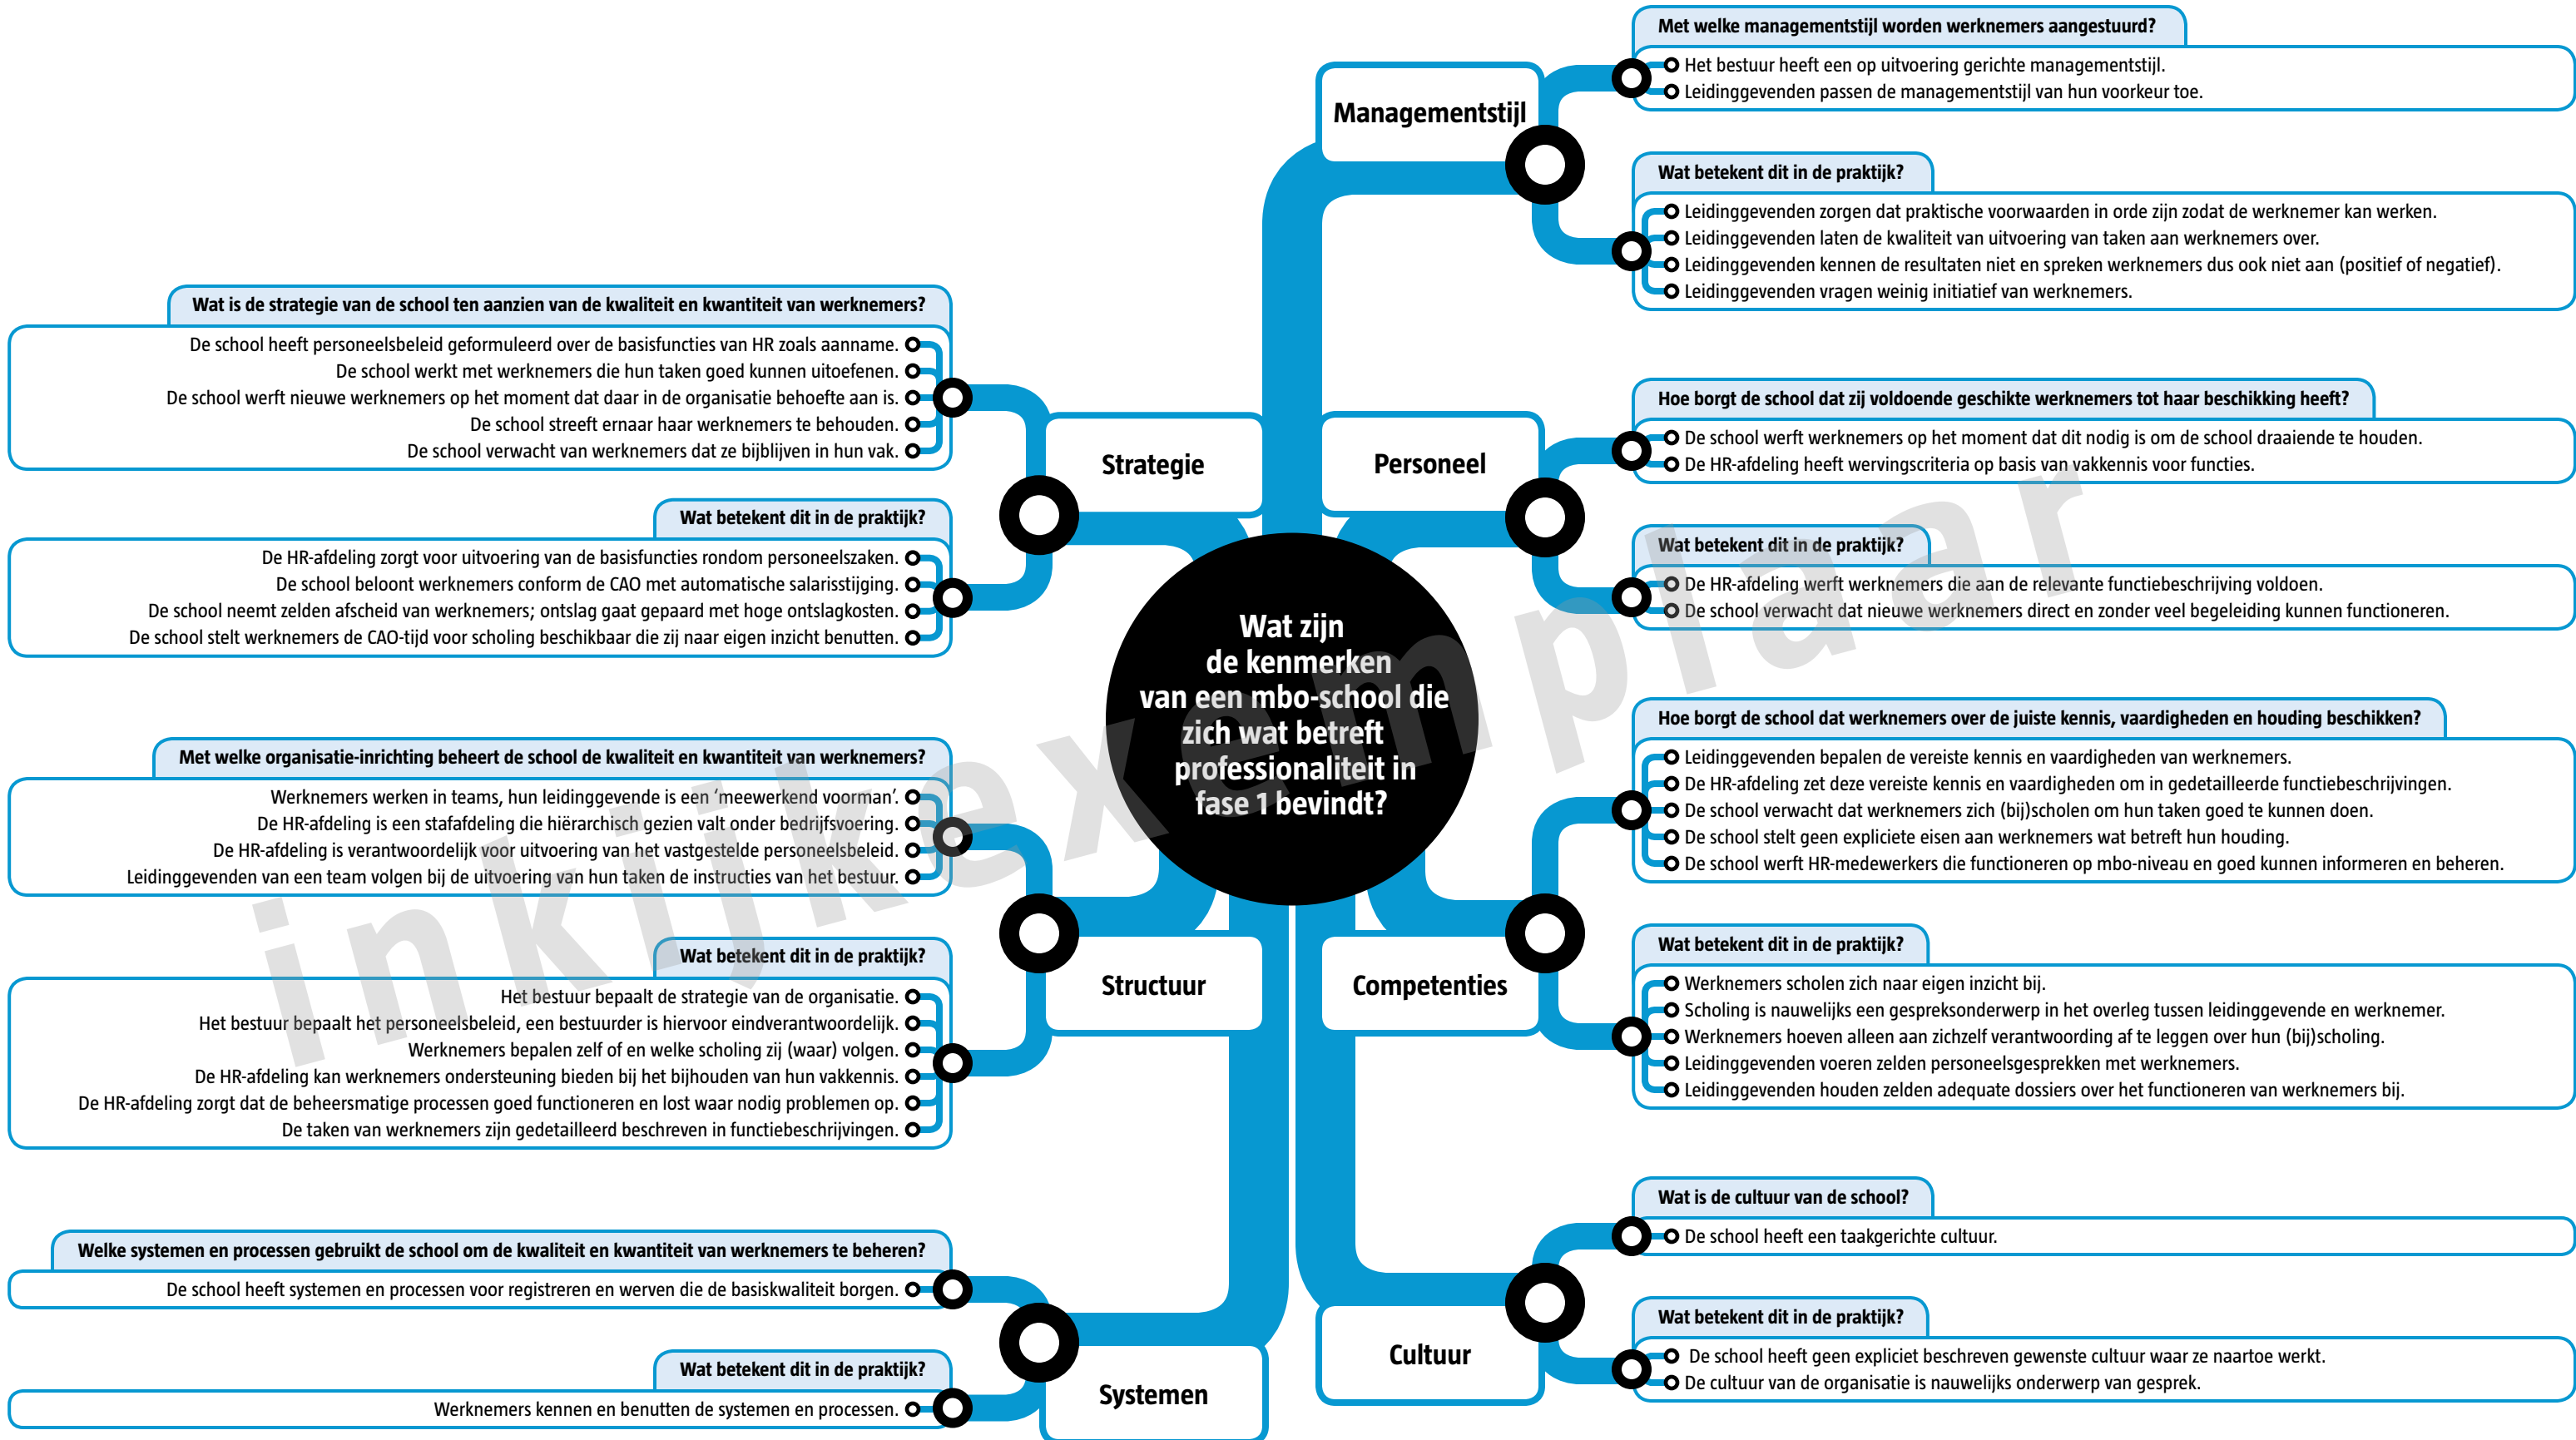 Met welke managementstijl worden werknemers aangestuurd?
Het bestuur heeft een op uitvoering gerichte managementstijl.
Leidinggevenden passen de managementstijl van hun voorkeur toe.
Managementstijl
Wat betekent dit in de praktijk?
Leidinggevenden zorgen dat praktische voorwaarden in orde zijn zodat de werknemer kan werken.
Leidinggevenden laten de kwaliteit van uitvoering van taken aan werknemers over.
Leidinggevenden kennen de resultaten niet en spreken werknemers dus ook niet aan (positief of negatief).
Leidinggevenden vragen weinig initiatief van werknemers.
Wat is de strategie van de school ten aanzien van de kwaliteit en kwantiteit van werknemers?
De school heeft personeelsbeleid geformuleerd over de basisfuncties van HR zoals aanname.
De school werkt met werknemers die hun taken goed kunnen uitoefenen.
De school werft nieuwe werknemers op het moment dat daar in de organisatie behoefte aan is.
De school streeft ernaar haar werknemers te behouden.
De school verwacht van werknemers dat ze bijblijven in hun vak.
Strategie
Wat betekent dit in de praktijk?
De HR-afdeling zorgt voor uitvoering van de basisfuncties rondom personeelszaken.
De school beloont werknemers conform de CAO met automatische salarisstijging.
De school neemt zelden afscheid van werknemers; ontslag gaat gepaard met hoge ontslagkosten.
De school stelt werknemers de CAO-tijd voor scholing beschikbaar die zij naar eigen inzicht benutten.
Hoe borgt de school dat zij voldoende geschikte werknemers tot haar beschikking heeft?
De school werft werknemers op het moment dat dit nodig is om de school draaiende te houden.
De HR-afdeling heeft wervingscriteria op basis van vakkennis voor functies.
Personeel
Wat betekent dit in de praktijk?
De HR-afdeling werft werknemers die aan de relevante functiebeschrijving voldoen.
De school verwacht dat nieuwe werknemers direct en zonder veel begeleiding kunnen functioneren.
Wat zijn
de kenmerken
van een mbo-school die
zich wat betreft
professionaliteit in
fase 1 bevindt?
Met welke organisatie-inrichting beheert de school de kwaliteit en kwantiteit van werknemers?
Werknemers werken in teams, hun leidinggevende is een ‘meewerkend voorman’.
De HR-afdeling is een stafafdeling die hiërarchisch gezien valt onder bedrijfsvoering.
De HR-afdeling is verantwoordelijk voor uitvoering van het vastgestelde personeelsbeleid.
Leidinggevenden van een team volgen bij de uitvoering van hun taken de instructies van het bestuur.
Structuur
Wat betekent dit in de praktijk?
Het bestuur bepaalt de strategie van de organisatie.
Het bestuur bepaalt het personeelsbeleid, een bestuurder is hiervoor eindverantwoordelijk.
Werknemers bepalen zelf of en welke scholing zij (waar) volgen.
De HR-afdeling kan werknemers ondersteuning bieden bij het bijhouden van hun vakkennis.
De HR-afdeling zorgt dat de beheersmatige processen goed functioneren en lost waar nodig problemen op.
De taken van werknemers zijn gedetailleerd beschreven in functiebeschrijvingen.
Hoe borgt de school dat werknemers over de juiste kennis, vaardigheden en houding beschikken?
Leidinggevenden bepalen de vereiste kennis en vaardigheden van werknemers.
De HR-afdeling zet deze vereiste kennis en vaardigheden om in gedetailleerde functiebeschrijvingen.
De school verwacht dat werknemers zich (bij)scholen om hun taken goed te kunnen doen.
De school stelt geen expliciete eisen aan werknemers wat betreft hun houding.
De school werft HR-medewerkers die functioneren op mbo-niveau en goed kunnen informeren en beheren.
Competenties
Wat betekent dit in de praktijk?
Werknemers scholen zich naar eigen inzicht bij.
Scholing is nauwelijks een gespreksonderwerp in het overleg tussen leidinggevende en werknemer.
Werknemers hoeven alleen aan zichzelf verantwoording af te leggen over hun (bij)scholing.
Leidinggevenden voeren zelden personeelsgesprekken met werknemers.
Leidinggevenden houden zelden adequate dossiers over het functioneren van werknemers bij.
Welke systemen en processen gebruikt de school om de kwaliteit en kwantiteit van werknemers te beheren?
De school heeft systemen en processen voor registreren en werven die de basiskwaliteit borgen.
Wat betekent dit in de praktijk?
Werknemers kennen en benutten de systemen en processen.
Systemen
Wat is de cultuur van de school?
De school heeft een taakgerichte cultuur.
Cultuur
Wat betekent dit in de praktijk?
De school heeft geen expliciet beschreven gewenste cultuur waar ze naartoe werkt.
De cultuur van de organisatie is nauwelijks onderwerp van gesprek.
inkijkexemplaar